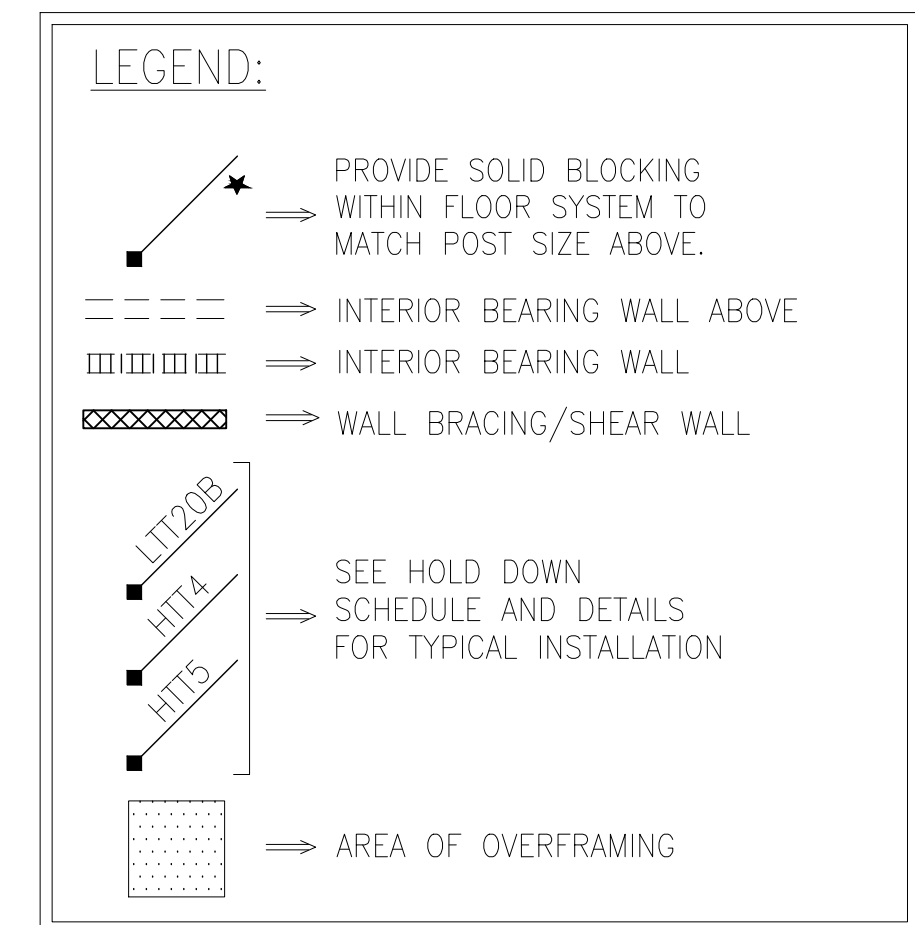 LEGEND:
PROVIDE SOLID BLOCKING
WITHIN FLOOR SYSTEM TO
MATCH POST SIZE ABOVE.
INTERIOR BEARING WALL ABOVE
INTERIOR BEARING WALL
WALL BRACING/SHEAR WALL
LTT20B
HTT4
HTT5
SEE HOLD DOWN
SCHEDULE AND DETAILS
FOR TYPICAL INSTALLATION
AREA OF OVERFRAMING